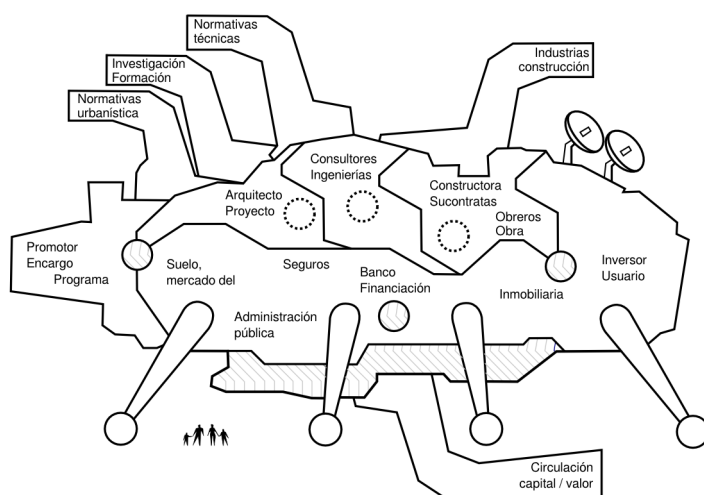 Normativas
técnicas
Investigación
Formación
Normativas
urbanística
Industrias
construcción
Consultores
Ingenierías
Arquitecto
Proyecto
Constructora
Sucontratas
Obreros
Obra
Promotor
Encargo
Programa
Suelo,
mercado del
Seguros
Banco
Financiación
Inmobiliaria
Inversor
Usuario
Administración
pública
Circulación
capital / valor